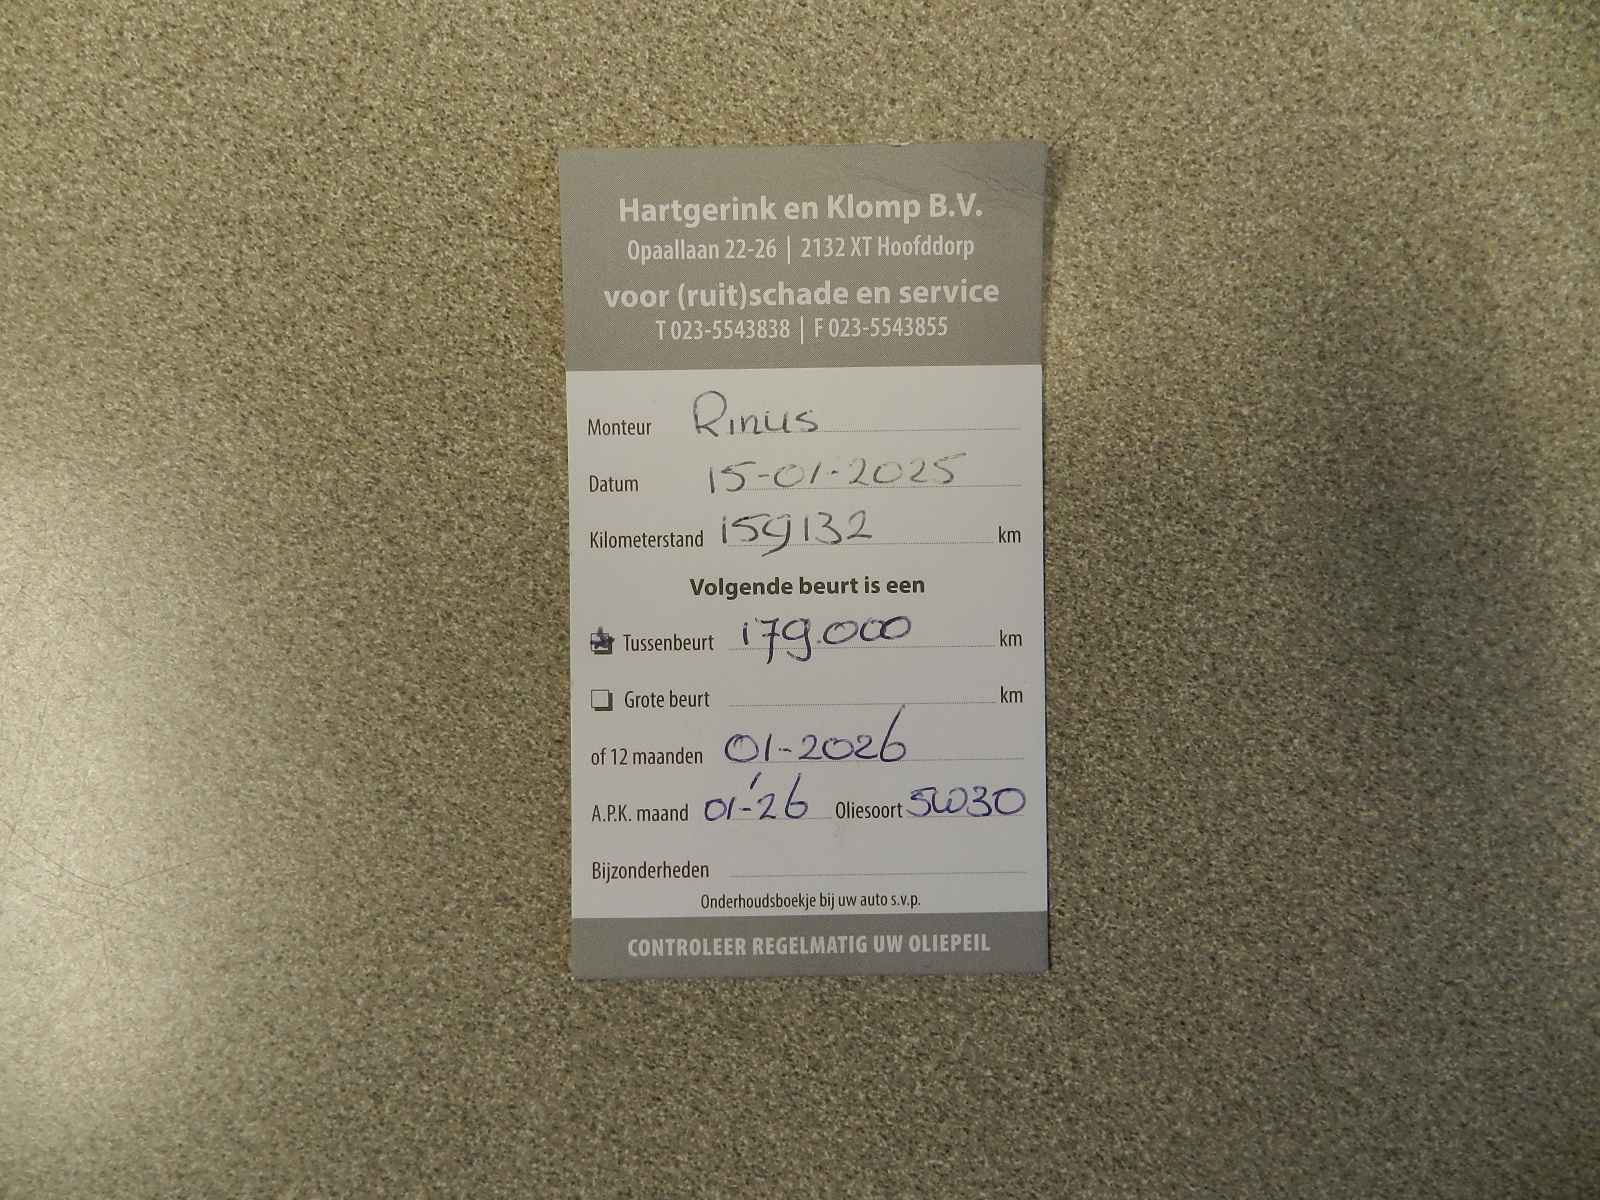 Hartgerink en Klomp B.V.
Opaallaan 22-26 | 2132 XT Hoofddorp
voor (ruit)schade en service
T 023-5543838 | F 023-5543855
Monteur Rinus
Datum 15-01-2025
Kilometerstand 159132 km
Volgende beurt is een
Tussenbeurt 179.000 km
Grote beurt km
of 12 maanden 01-2026
A.P.K. maand 01-'26 Oliesoort 5W30
Bijzonderheden
Onderhoudsboekje bij uw auto s.v.p.
CONTROLEER REGELMATIG UW OLIEPEIL